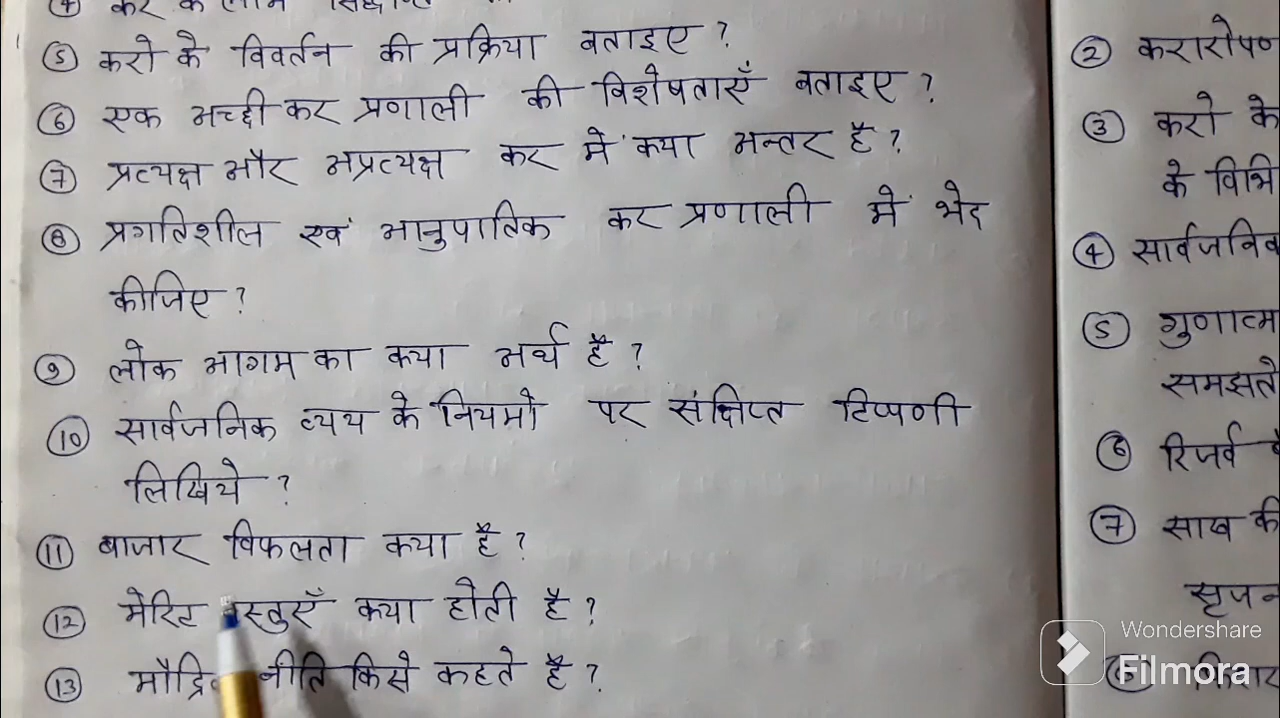 ④ कर के लाभ सिद्धान्त
⑤ करो के विवर्तन की प्रक्रिया बताइए ?
⑥ एक अच्छी कर प्रणाली की विशेषताएँ बताइए ?
⑦ प्रत्यक्ष और अप्रत्यक्ष कर में क्या अन्तर है ?
⑧ प्रगतिशील एवं आनुपातिक कर प्रणाली में भेद
कीजिए ?
⑨ लोक आगम का क्या अर्थ है ?
⑩ सार्वजनिक व्यय के नियमो पर संक्षिप्त टिप्पणी
लिखिये ?
⑪ बाजार विफलता क्या है ?
⑫ मेरिट वस्तुएँ क्या होती है ?
⑬ मौद्रिक नीति किसे कहते है ?
② करारोपण
③ करो के
के विभि
④ सार्वजनिक
⑤ गुणात्म
समझते
⑥ रिजर्व
⑦ साख की
सृजन
Wondershare
Filmora